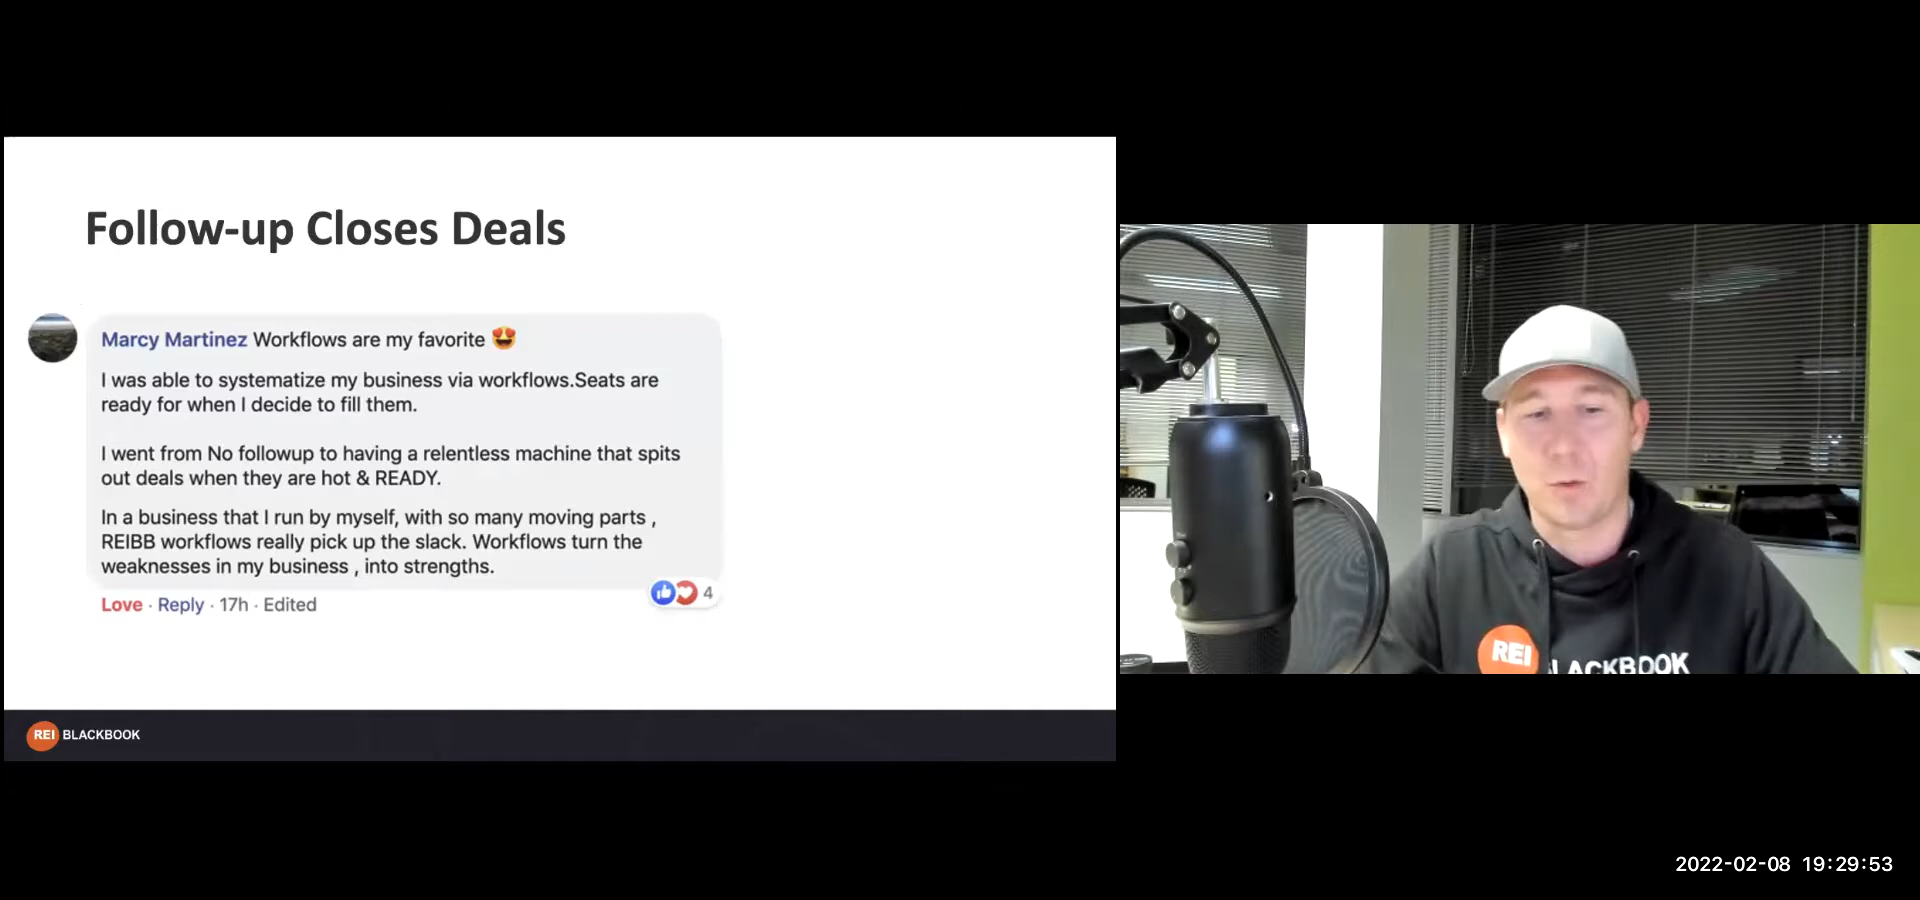 Follow-up Closes Deals
Marcy Martinez Workflows are my favorite 😍
I was able to systematize my business via workflows.Seats are
ready for when I decide to fill them.
I went from No followup to having a relentless machine that spits
out deals when they are hot & READY.
In a business that I run by myself, with so many moving parts ,
REIBB workflows really pick up the slack. Workflows turn the
weaknesses in my business , into strengths.
Love · Reply · 17h · Edited
4
REI BLACKBOOK
REI BLACKBOOK
2022-02-08 19:29:53